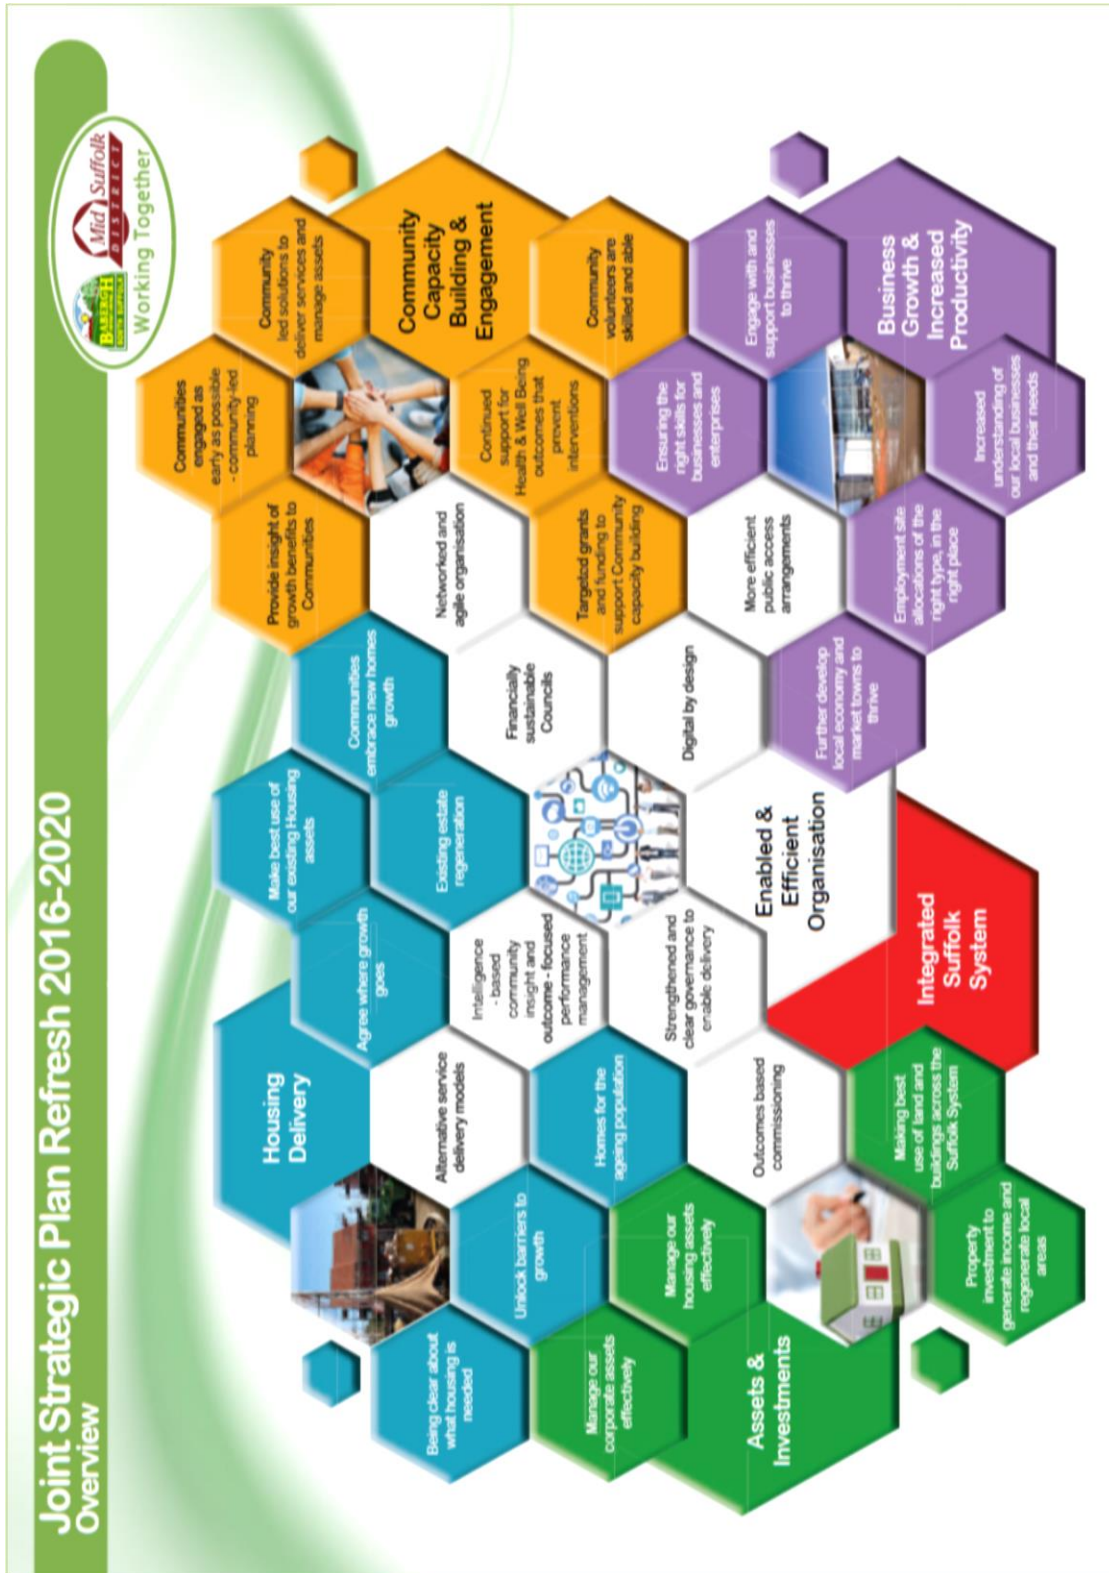 Joint Strategic Plan Refresh 2016-2020
Overview
BABERGH
Mid Suffolk
DISTRICT
Working Together
Housing
Delivery
Being clear about
what housing is
needed
Unlock barriers to
growth
Homes for the
ageing population
Agree where growth
goes
Make best use of
our existing Housing
assets
Existing estate
regeneration
Communities
embrace new homes
growth
Provide insight of
growth benefits to
Communities
Communities
engaged as
early as possible
- community-led
planning
Community
led solutions to
deliver services and
manage assets
Community
Capacity
Building &
Engagement
Continued
support for
Health & Well Being
outcomes that
prevent
interventions
Community
volunteers are
skilled and able
Targeted grants
and funding to
support Community
capacity building
Alternative service
delivery models
Intelligence
- based
community
insight and
outcome - focused
performance
management
Financially
sustainable
Councils
Networked and
agile organisation
Outcomes based
commissioning
Strengthened and
clear governance to
enable delivery
Digital by design
More efficient
public access
arrangements
Enabled &
Efficient
Organisation
Manage our
corporate assets
effectively
Manage our
housing assets
effectively
Assets &
Investments
Property
investment to
generate income and
regenerate local
areas
Making best
use of land and
buildings across the
Suffolk System
Integrated
Suffolk
System
Further develop
local economy and
market towns to
thrive
Employment site
allocations of the
right type, in the
right place
Ensuring the
right skills for
businesses and
enterprises
Engage with and
support businesses
to thrive
Business
Growth &
Increased
Productivity
Increased
understanding of
our local businesses
and their needs